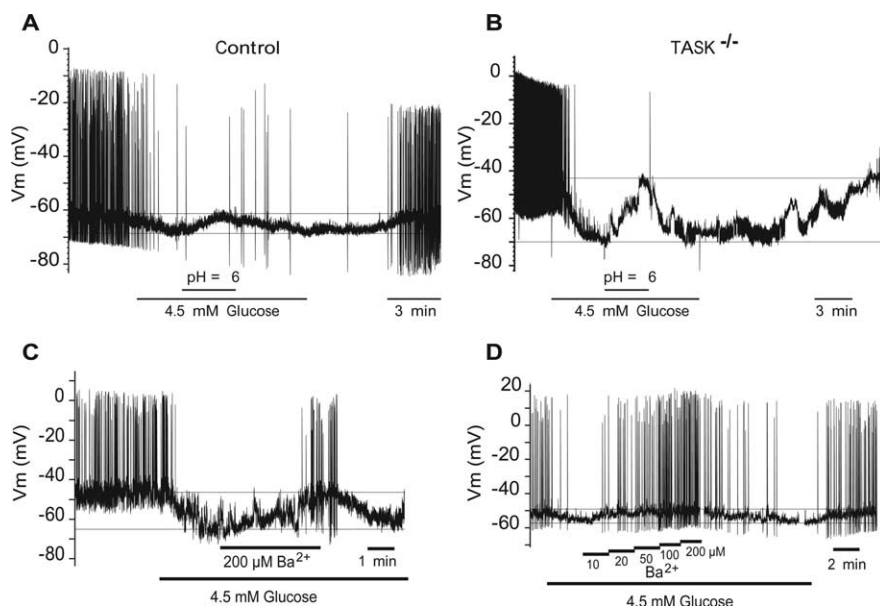 A
Control
0
-20
-40
-60
-80
Vm (mV)
pH = 6
4.5 mM Glucose
3 min
B
TASK -/-
0
-20
-40
-60
-80
Vm (mV)
pH = 6
4.5 mM Glucose
3 min
C
0
-20
-40
-60
-80
Vm (mV)
200 µM Ba2+
1 min
4.5 mM Glucose
D
20
0
-20
-40
-60
-80
Vm (mV)
10 20 50 100 200 µM
Ba2+
2 min
4.5 mM Glucose